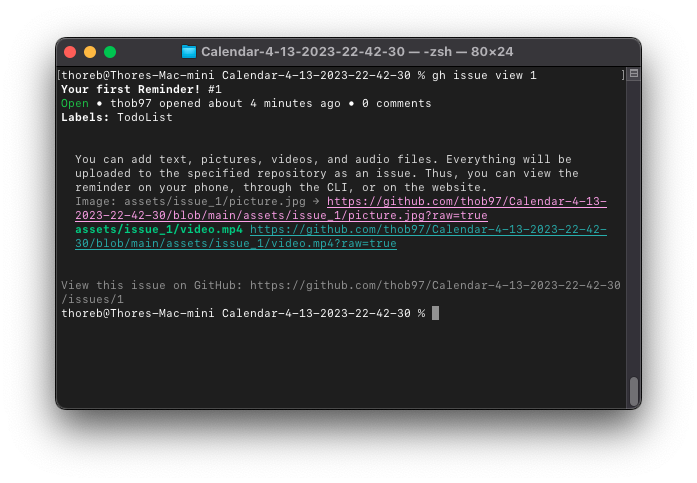 Calendar-4-13-2023-22-42-30 — -zsh — 80×24
[thoreb@Thores-Mac-mini Calendar-4-13-2023-22-42-30 % gh issue view 1 ]
Your first Reminder! #1
Open • thob97 opened about 4 minutes ago • 0 comments
Labels: TodoList
You can add text, pictures, videos, and audio files. Everything will be
uploaded to the specified repository as an issue. Thus, you can view the
reminder on your phone, through the CLI, or on the website.
Image: assets/issue_1/picture.jpg → https://github.com/thob97/Calendar-4-13-
2023-22-42-30/blob/main/assets/issue_1/picture.jpg?raw=true
assets/issue_1/video.mp4 https://github.com/thob97/Calendar-4-13-2023-22-42-
30/blob/main/assets/issue_1/video.mp4?raw=true
View this issue on GitHub: https://github.com/thob97/Calendar-4-13-2023-22-42-30
/issues/1
thoreb@Thores-Mac-mini Calendar-4-13-2023-22-42-30 %